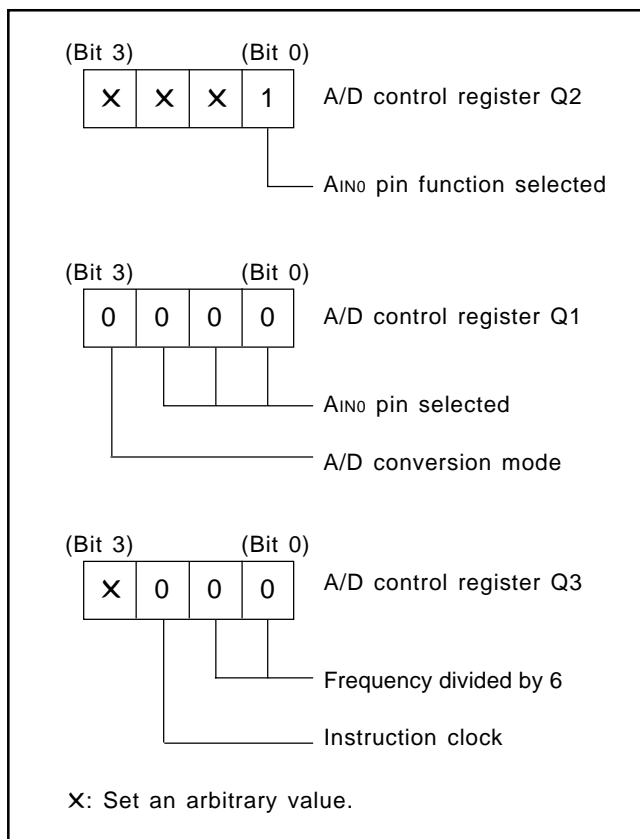 (Bit 3) (Bit 0)
× × × 1 A/D control register Q2
AIN0 pin function selected
(Bit 3) (Bit 0)
0 0 0 0 A/D control register Q1
AIN0 pin selected
A/D conversion mode
(Bit 3) (Bit 0)
× 0 0 0 A/D control register Q3
Frequency divided by 6
Instruction clock
×: Set an arbitrary value.